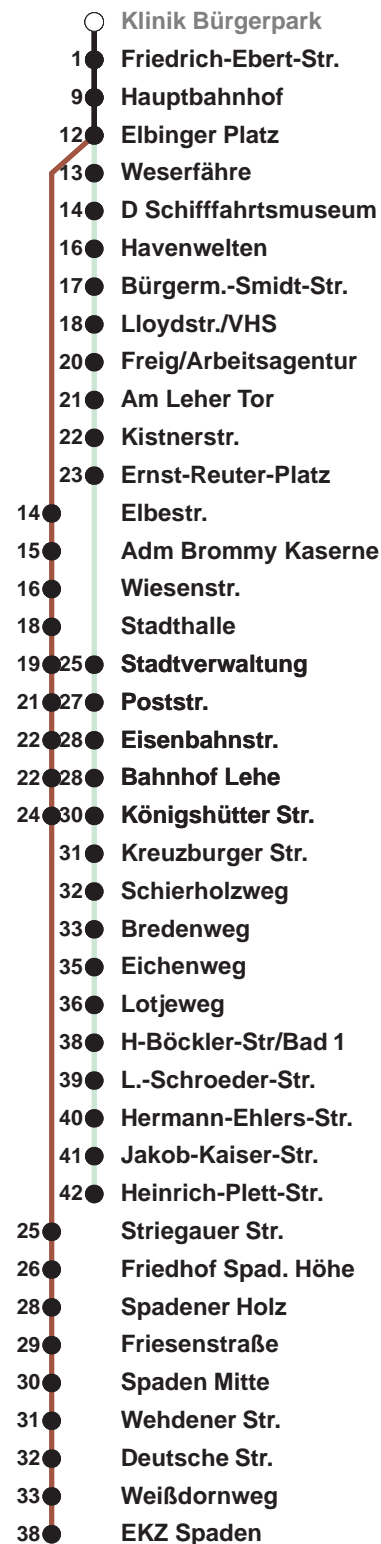 Klinik Bürgerpark
1 Friedrich-Ebert-Str.
9 Hauptbahnhof
12 Elbinger Platz
13 Weserfähre
14 D Schifffahrtsmuseum
16 Havenwelten
17 Bürgerm.-Smidt-Str.
18 Lloydstr./VHS
20 Freig/Arbeitsagentur
21 Am Leher Tor
22 Kistnerstr.
23 Ernst-Reuter-Platz
14 Elbestr.
15 Adm Brommy Kaserne
16 Wiesenstr.
18 Stadthalle
19 25 Stadtverwaltung
21 27 Poststr.
22 28 Eisenbahnstr.
22 28 Bahnhof Lehe
24 30 Königshütter Str.
31 Kreuzburger Str.
32 Schierholzweg
33 Bredenweg
35 Eichenweg
36 Lotjeweg
38 H-Böckler-Str/Bad 1
39 L.-Schroeder-Str.
40 Hermann-Ehlers-Str.
41 Jakob-Kaiser-Str.
42 Heinrich-Plett-Str.
25 Striegauer Str.
26 Friedhof Spad. Höhe
28 Spadener Holz
29 Friesenstraße
30 Spaden Mitte
31 Wehdener Str.
32 Deutsche Str.
33 Weißdornweg
38 EKZ Spaden